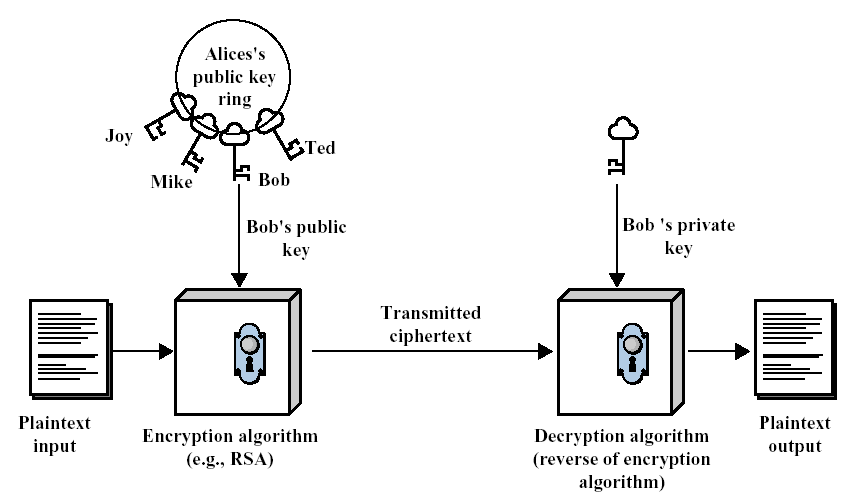 Alices's
public key
ring
Joy
Mike
Bob
Ted
Bob's public
key
Bob 's private
key
Transmitted
ciphertext
Plaintext
input
Encryption algorithm
(e.g., RSA)
Decryption algorithm
(reverse of encryption
algorithm)
Plaintext
output